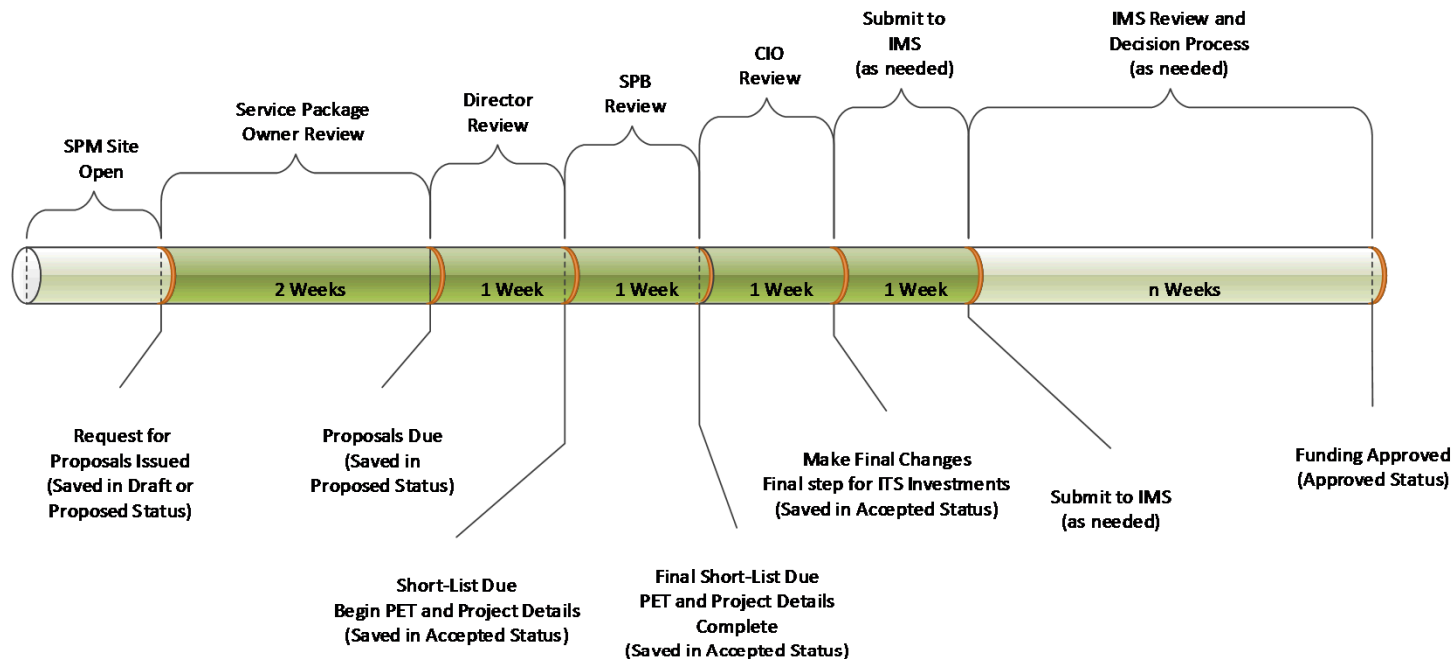 SPM Site
Open
Service Package
Owner Review
Director
Review
SPB
Review
CIO
Review
Submit to
IMS
(as needed)
IMS Review and
Decision Process
(as needed)
2 Weeks
1 Week
1 Week
1 Week
1 Week
n Weeks
Request for
Proposals Issued
(Saved in Draft or
Proposed Status)
Proposals Due
(Saved in
Proposed Status)
Short-List Due
Begin PET and Project Details
(Saved in Accepted Status)
Final Short-List Due
PET and Project Details
Complete
(Saved in Accepted Status)
Make Final Changes
Final step for ITS Investments
(Saved in Accepted Status)
Submit to IMS
(as needed)
Funding Approved
(Approved Status)